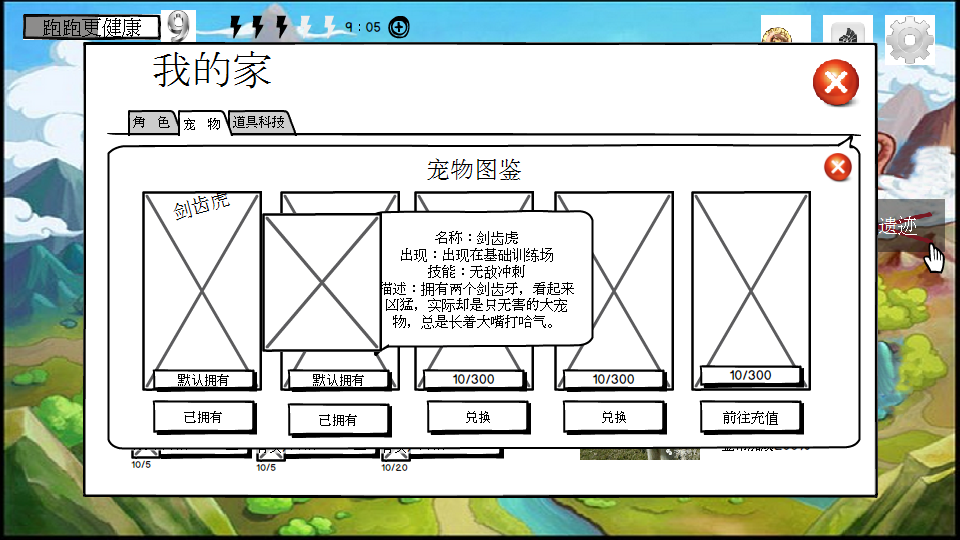 跑跑更健康
9
9：05
我的家
角 色
宠 物
道具科技
宠物图鉴
遗迹
剑齿虎
名称：剑齿虎
出现：出现在基础训练场
技能：无敌冲刺
描述：拥有两个剑齿牙，看起来
凶猛，实际却是只无害的大宠
物，总是长着大嘴打哈气。
默认拥有
默认拥有
10/300
10/300
10/300
已拥有
已拥有
兑换
兑换
前往充值
10/5
10/5
10/20